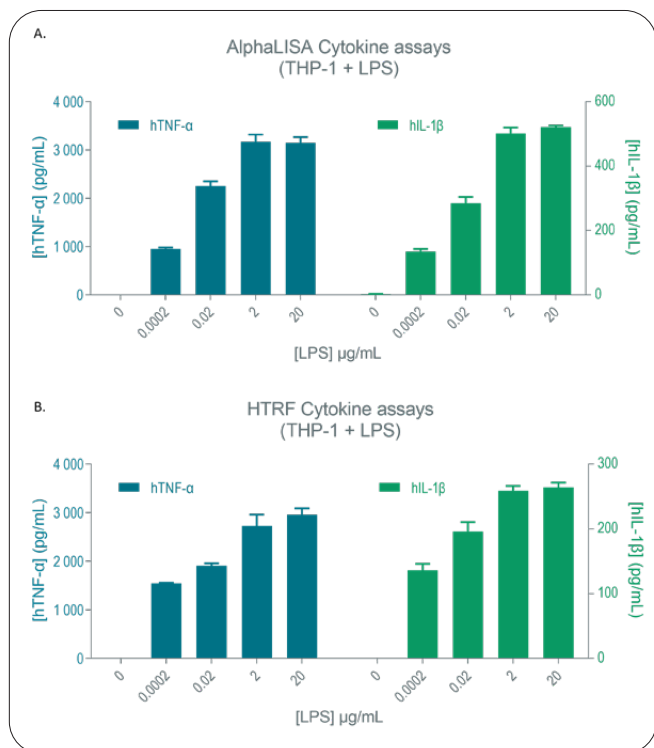 A.
AlphaLISA Cytokine assays
(THP-1 + LPS)
[hTNF-α] (pg/mL)
4 000
3 000
2 000
1 000
0
hTNF-α
hIL-1β
600
400
200
0
[hIL-1β] (pg/mL)
0 0.0002 0.02 2 20 0 0.0002 0.02 2 20
[LPS] µg/mL
B.
HTRF Cytokine assays
(THP-1 + LPS)
[hTNF-α] (pg/mL)
4 000
3 000
2 000
1 000
0
hTNF-α
hIL-1β
300
200
100
0
[hIL-1β] (pg/mL)
0 0.0002 0.02 2 20 0 0.0002 0.02 2 20
[LPS] µg/mL